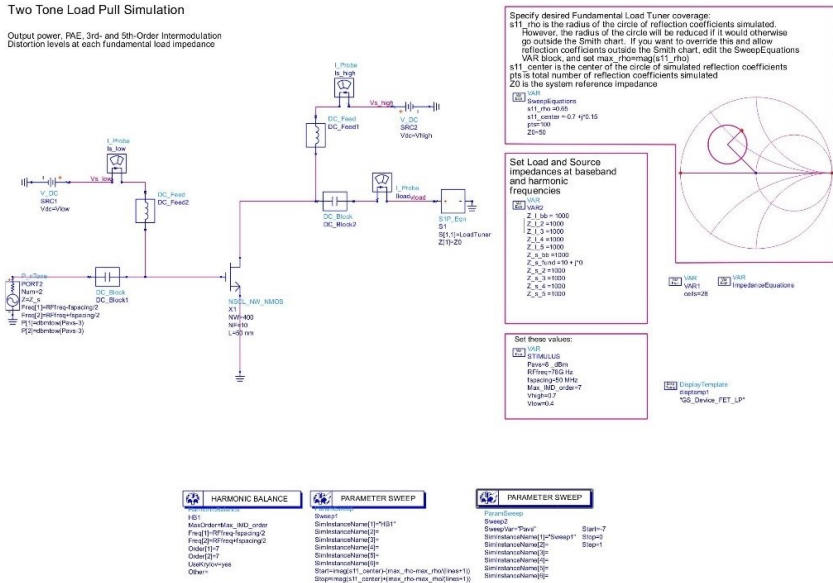 Two Tone Load Pull Simulation
Output power, PAE, 3rd- and 5th-Order Intermodulation
Distortion levels at each fundamental load impedance
Specify desired Fundamental Load Tuner coverage:
s11_rho is the radius of the circle of reflection coefficients simulated.
However, the radius of the circle will be reduced if it would otherwise
go outside the Smith chart. If you want to override this and allow
reflection coefficients outside the Smith chart, edit the SweepEquations
VAR block, and set max_rho=mag(s11_rho)
s11_center is the center of the circle of simulated reflection coefficients
pts is total number of reflection coefficients simulated
Z0 is the system reference impedance
VAR
SweepEquations
s11_rho =0.65
s11_center =-0.7 +j*0.15
pts=100
Z0=50
I_Probe
Is_high
Vs_high
V_DC
SRC2
Vdc=Vhigh
DC_Feed
DC_Feed1
I_Probe
Is_low
Vs_low
V_DC
SRC1
Vdc=Vlow
DC_Feed
DC_Feed2
DC_Block
DC_Block2
I_Probe
Iload
vload
S1P_Eqn
S1
S[1,1]=LoadTuner
Z[1]=Z0
PORT2
Num=2
Z=Z_s
Freq[1]=RFfreq-fspacing/2
Freq[2]=RFfreq+fspacing/2
P[1]=dbmtow(Pavs-3)
P[2]=dbmtow(Pavs-3)
DC_Block
DC_Block1
X1
NW=400
NF=10
Set Load and Source
impedances at baseband
and harmonic
frequencies
VAR
VAR2
Z_l_bb = 1000
Z_l_2 =1000
Z_l_3 =1000
Z_l_4 =1000
Z_l_5 =1000
Z_s_bb =1000
Z_s_fund =10 + j*0
Z_s_2 =1000
Z_s_3 =1000
Z_s_4 =1000
Z_s_5 =1000
VAR
VAR1
VAR
ImpedanceEquations
Set these values:
VAR
STIMULUS
fspacing=50 MHz
Max_IMD_order=7
Vhigh=0.7
Vlow=0.4
DisplayTemplate
disptemp1
"GS_Device_FET_LP"
HARMONIC BALANCE
HB1
MaxOrder=Max_IMD_order
Freq[1]=RFfreq-fspacing/2
Freq[2]=RFfreq+fspacing/2
Order[1]=7
Order[2]=7
UseKrylov=yes
Other=
PARAMETER SWEEP
Sweep1
SimInstanceName[1]="HB1"
SimInstanceName[2]=
SimInstanceName[3]=
SimInstanceName[4]=
SimInstanceName[5]=
SimInstanceName[6]=
PARAMETER SWEEP
ParamSweep
Sweep2
SweepVar="Pavs"
SimInstanceName[1]="Sweep1"
SimInstanceName[2]=
SimInstanceName[3]=
SimInstanceName[4]=
SimInstanceName[5]=
SimInstanceName[6]=
Start=-7
Step=1